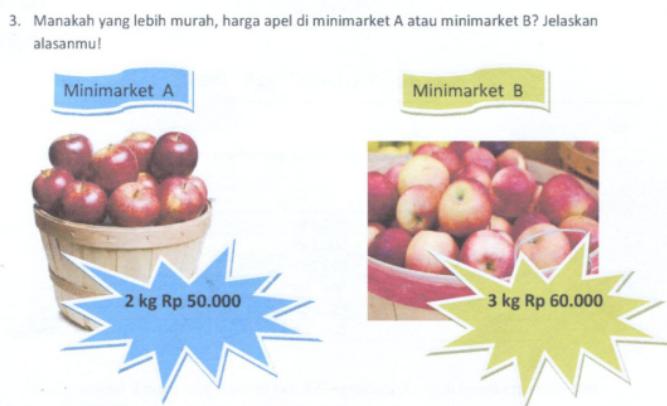 3. Manakah yang lebih murah, harga apel di minimarket A atau minimarket B? Jelaskan
alasanmu!
Minimarket A
Minimarket B
2 kg Rp 50.000
3 kg Rp 60.000